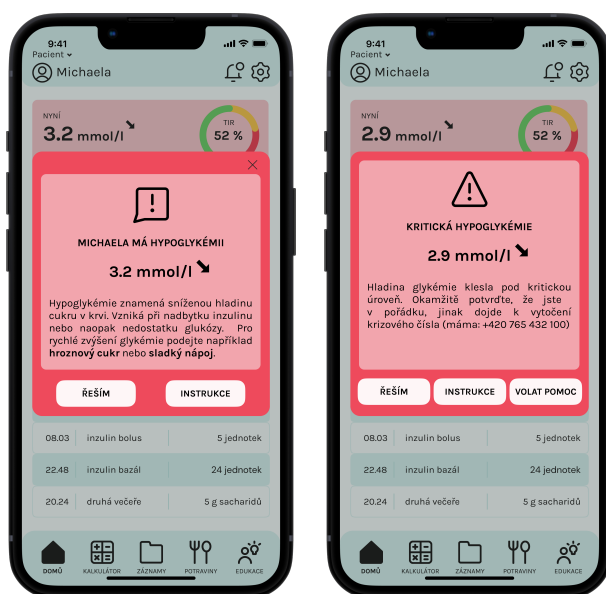 9:41
Pacient
Michaela
NYNÍ
3.2 mmol/l
TIR
52 %
MICHAELA MÁ HYPOGLYKÉMII
3.2 mmol/l
Hypoglykémie znamená sníženou hladinu
cukru v krvi. Vzniká při nadbytku inzulinu
nebo naopak nedostatku glukózy. Pro
rychlé zvýšení glykémie podejte například
hroznový cukr nebo sladký nápoj.
ŘEŠÍM
INSTRUKCE
08.03 inzulin bolus 5 jednotek
22.48 inzulin bazál 24 jednotek
20.24 druhá večeře 5 g sacharidů
DOMŮ KALKULÁTOR ZÁZNAMY POTRAVINY EDUKACE
9:41
Pacient
Michaela
NYNÍ
2.9 mmol/l
TIR
52 %
KRITICKÁ HYPOGLYKÉMIE
2.9 mmol/l
Hladina glykémie klesla pod kritickou
úroveň. Okamžitě potvrďte, že jste
v pořádku, jinak dojde k vytočení
krizového čísla (máma: +420 765 432 100)
ŘEŠÍM
INSTRUKCE
VOLAT POMOC
08.03 inzulin bolus 5 jednotek
22.48 inzulin bazál 24 jednotek
20.24 druhá večeře 5 g sacharidů
DOMŮ KALKULÁTOR ZÁZNAMY POTRAVINY EDUKACE